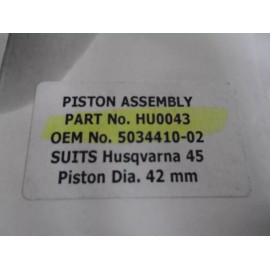 PISTON ASSEMBLY
PART No. HU0043
OEM No. 5034410-02
SUITS Husqvarna 45
Piston Dia. 42 mm